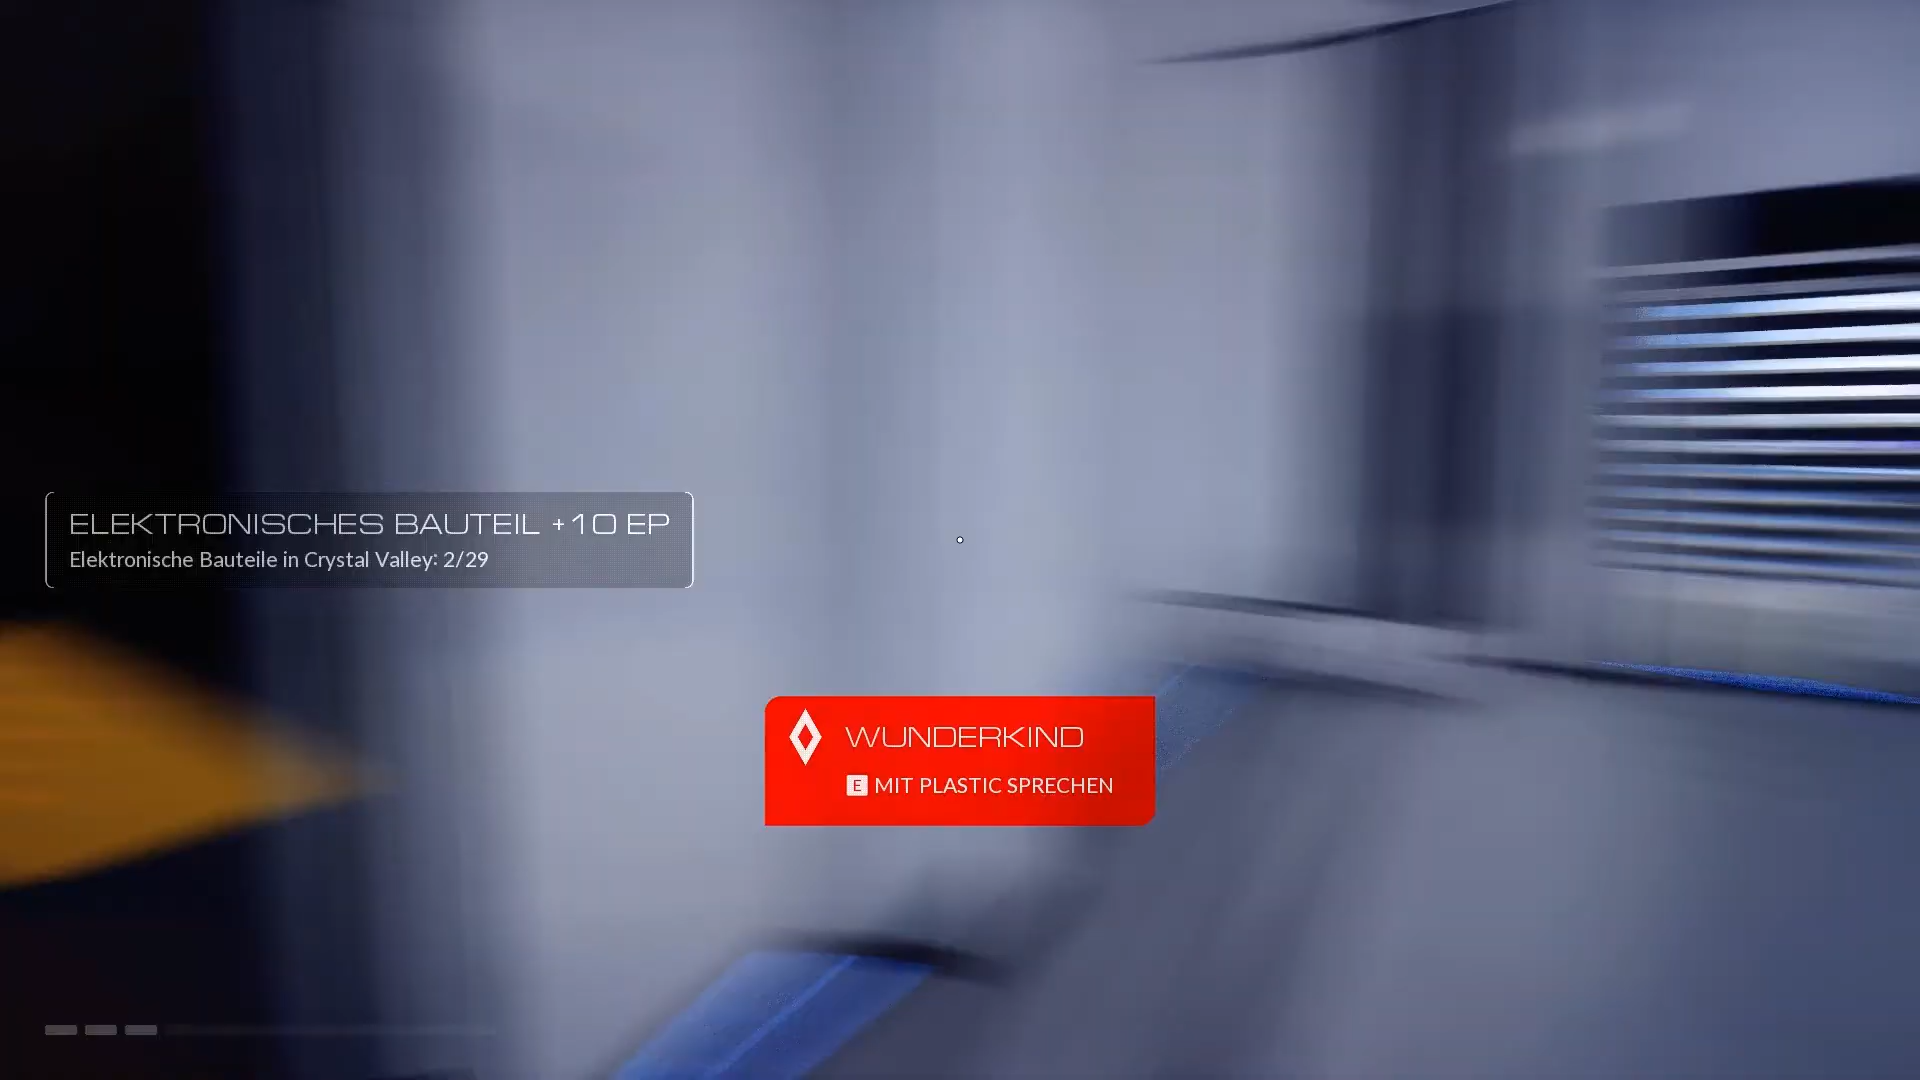 ELEKTRONISCHES BAUTEIL +10 EP
Elektronische Bauteile in Crystal Valley: 2/29
WUNDERKIND
E MIT PLASTIC SPRECHEN